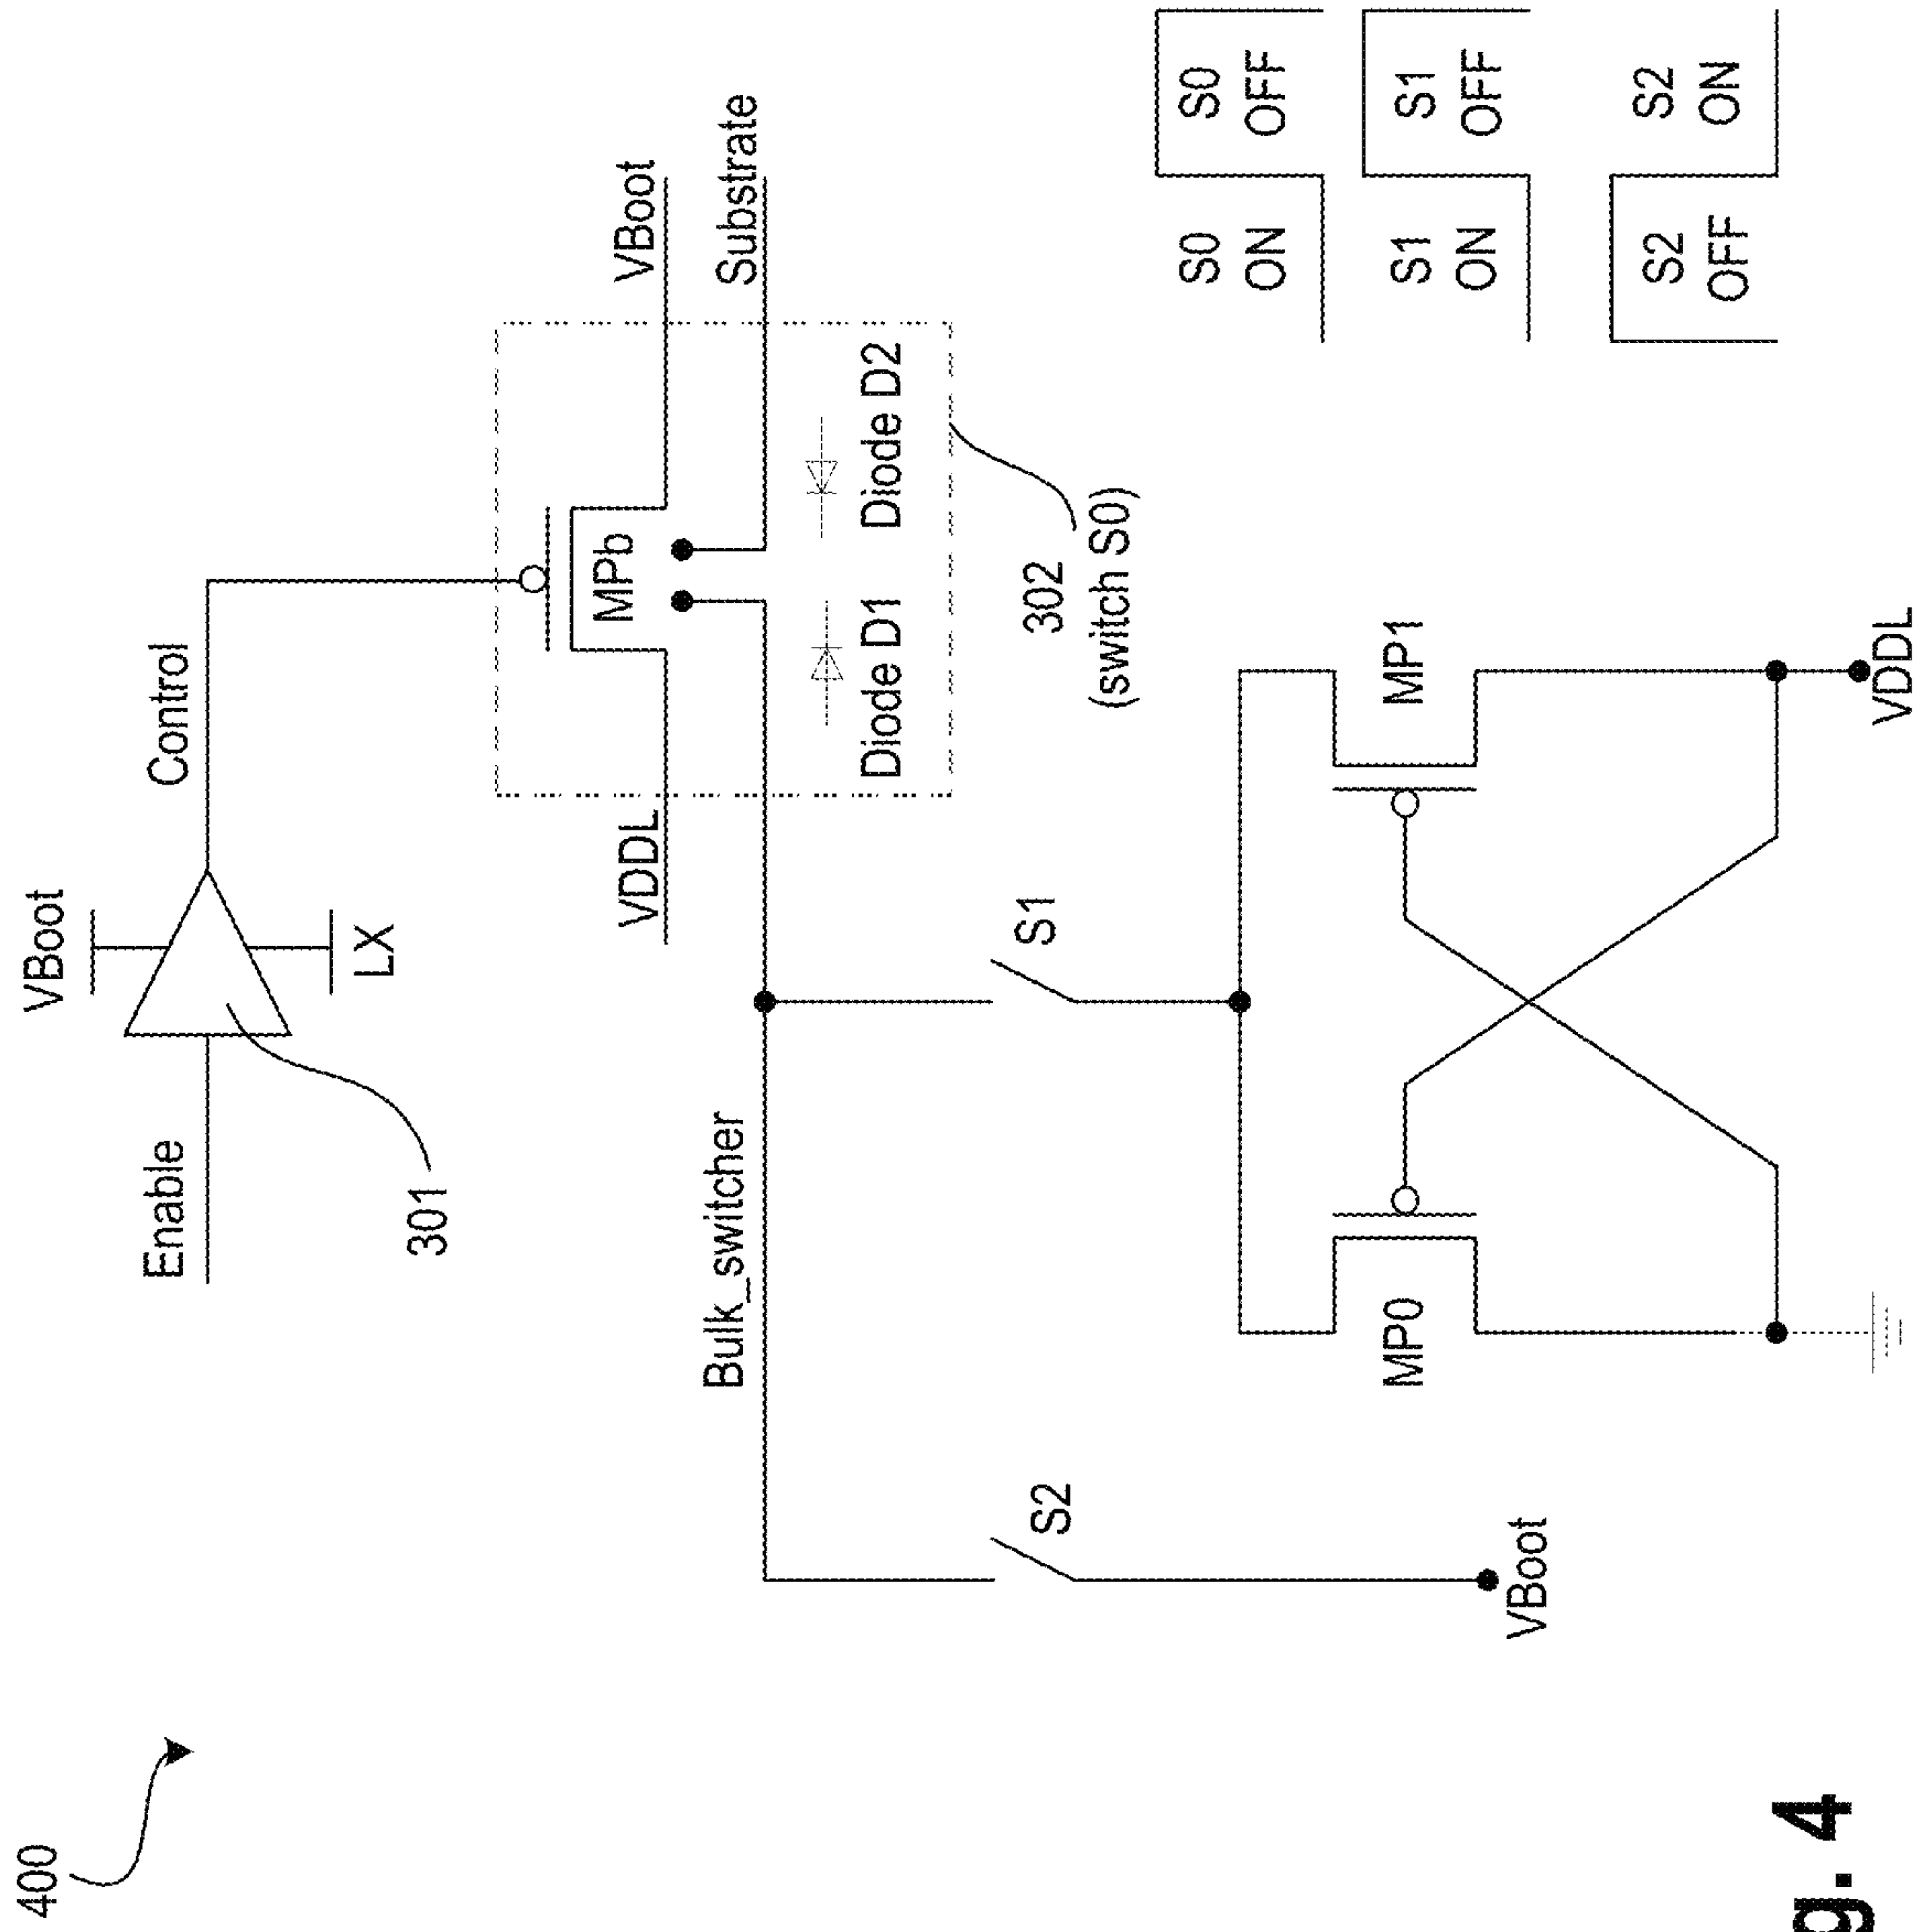 400
VBoot
Enable
Control
LX
301
VDDL
MPb
VBoot
Bulk_switcher
Substrate
Diode D1
Diode D2
302
(switch S0)
S2
S1
VBoot
MP0
MP1
VDDL
S0
ON
S0
OFF
S1
ON
S1
OFF
S2
OFF
S2
ON
g. 4